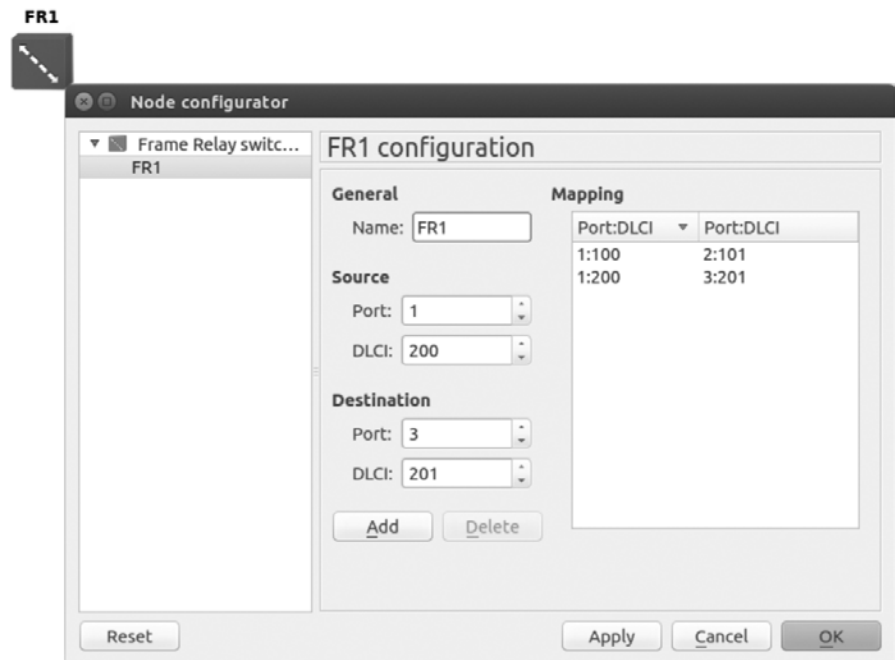 FR1
Node configurator
Frame Relay switc...
FR1
FR1 configuration
General
Name: FR1
Source
Port: 1
DLCI: 200
Destination
Port: 3
DLCI: 201
Add Delete
Mapping
Port:DLCI Port:DLCI
1:100 2:101
1:200 3:201
Reset Apply Cancel OK